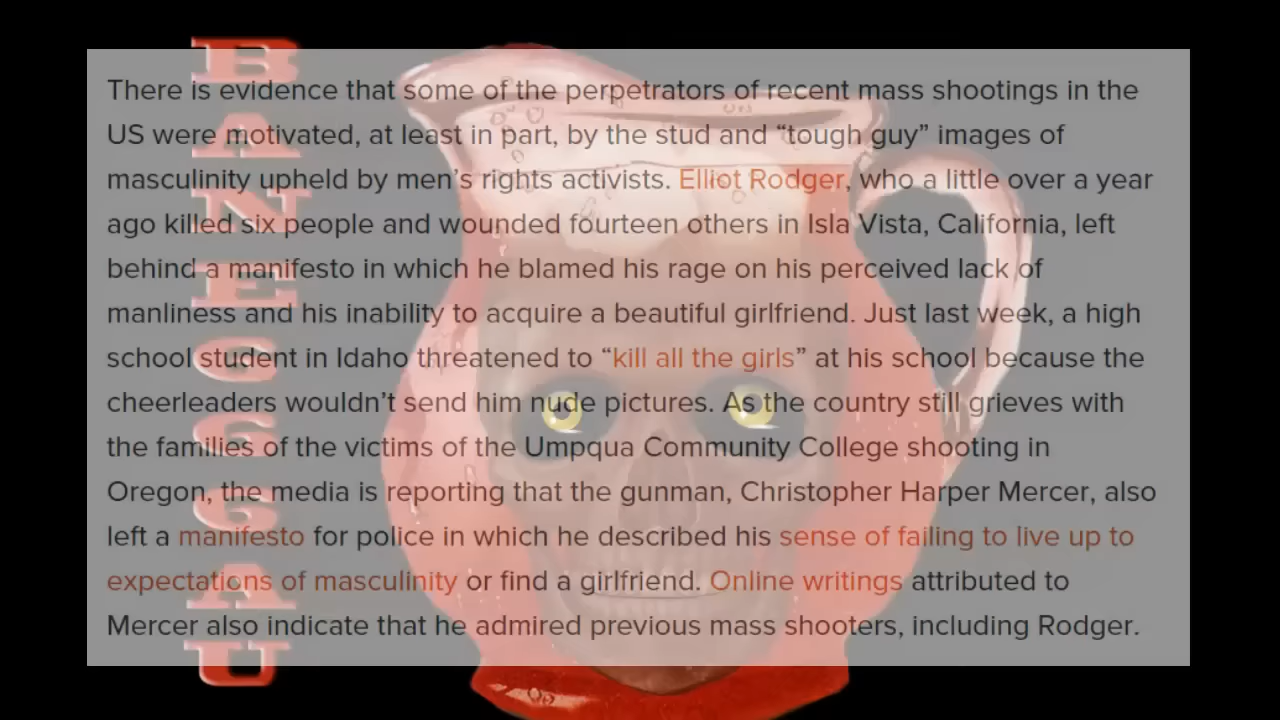 BANEGGAU
There is evidence that some of the perpetrators of recent mass shootings in the
US were motivated, at least in part, by the stud and “tough guy” images of
masculinity upheld by men’s rights activists. Elliot Rodger, who a little over a year
ago killed six people and wounded fourteen others in Isla Vista, California, left
behind a manifesto in which he blamed his rage on his perceived lack of
manliness and his inability to acquire a beautiful girlfriend. Just last week, a high
school student in Idaho threatened to “kill all the girls” at his school because the
cheerleaders wouldn’t send him nude pictures. As the country still grieves with
the families of the victims of the Umpqua Community College shooting in
Oregon, the media is reporting that the gunman, Christopher Harper Mercer, also
left a manifesto for police in which he described his sense of failing to live up to
expectations of masculinity or find a girlfriend. Online writings attributed to
Mercer also indicate that he admired previous mass shooters, including Rodger.